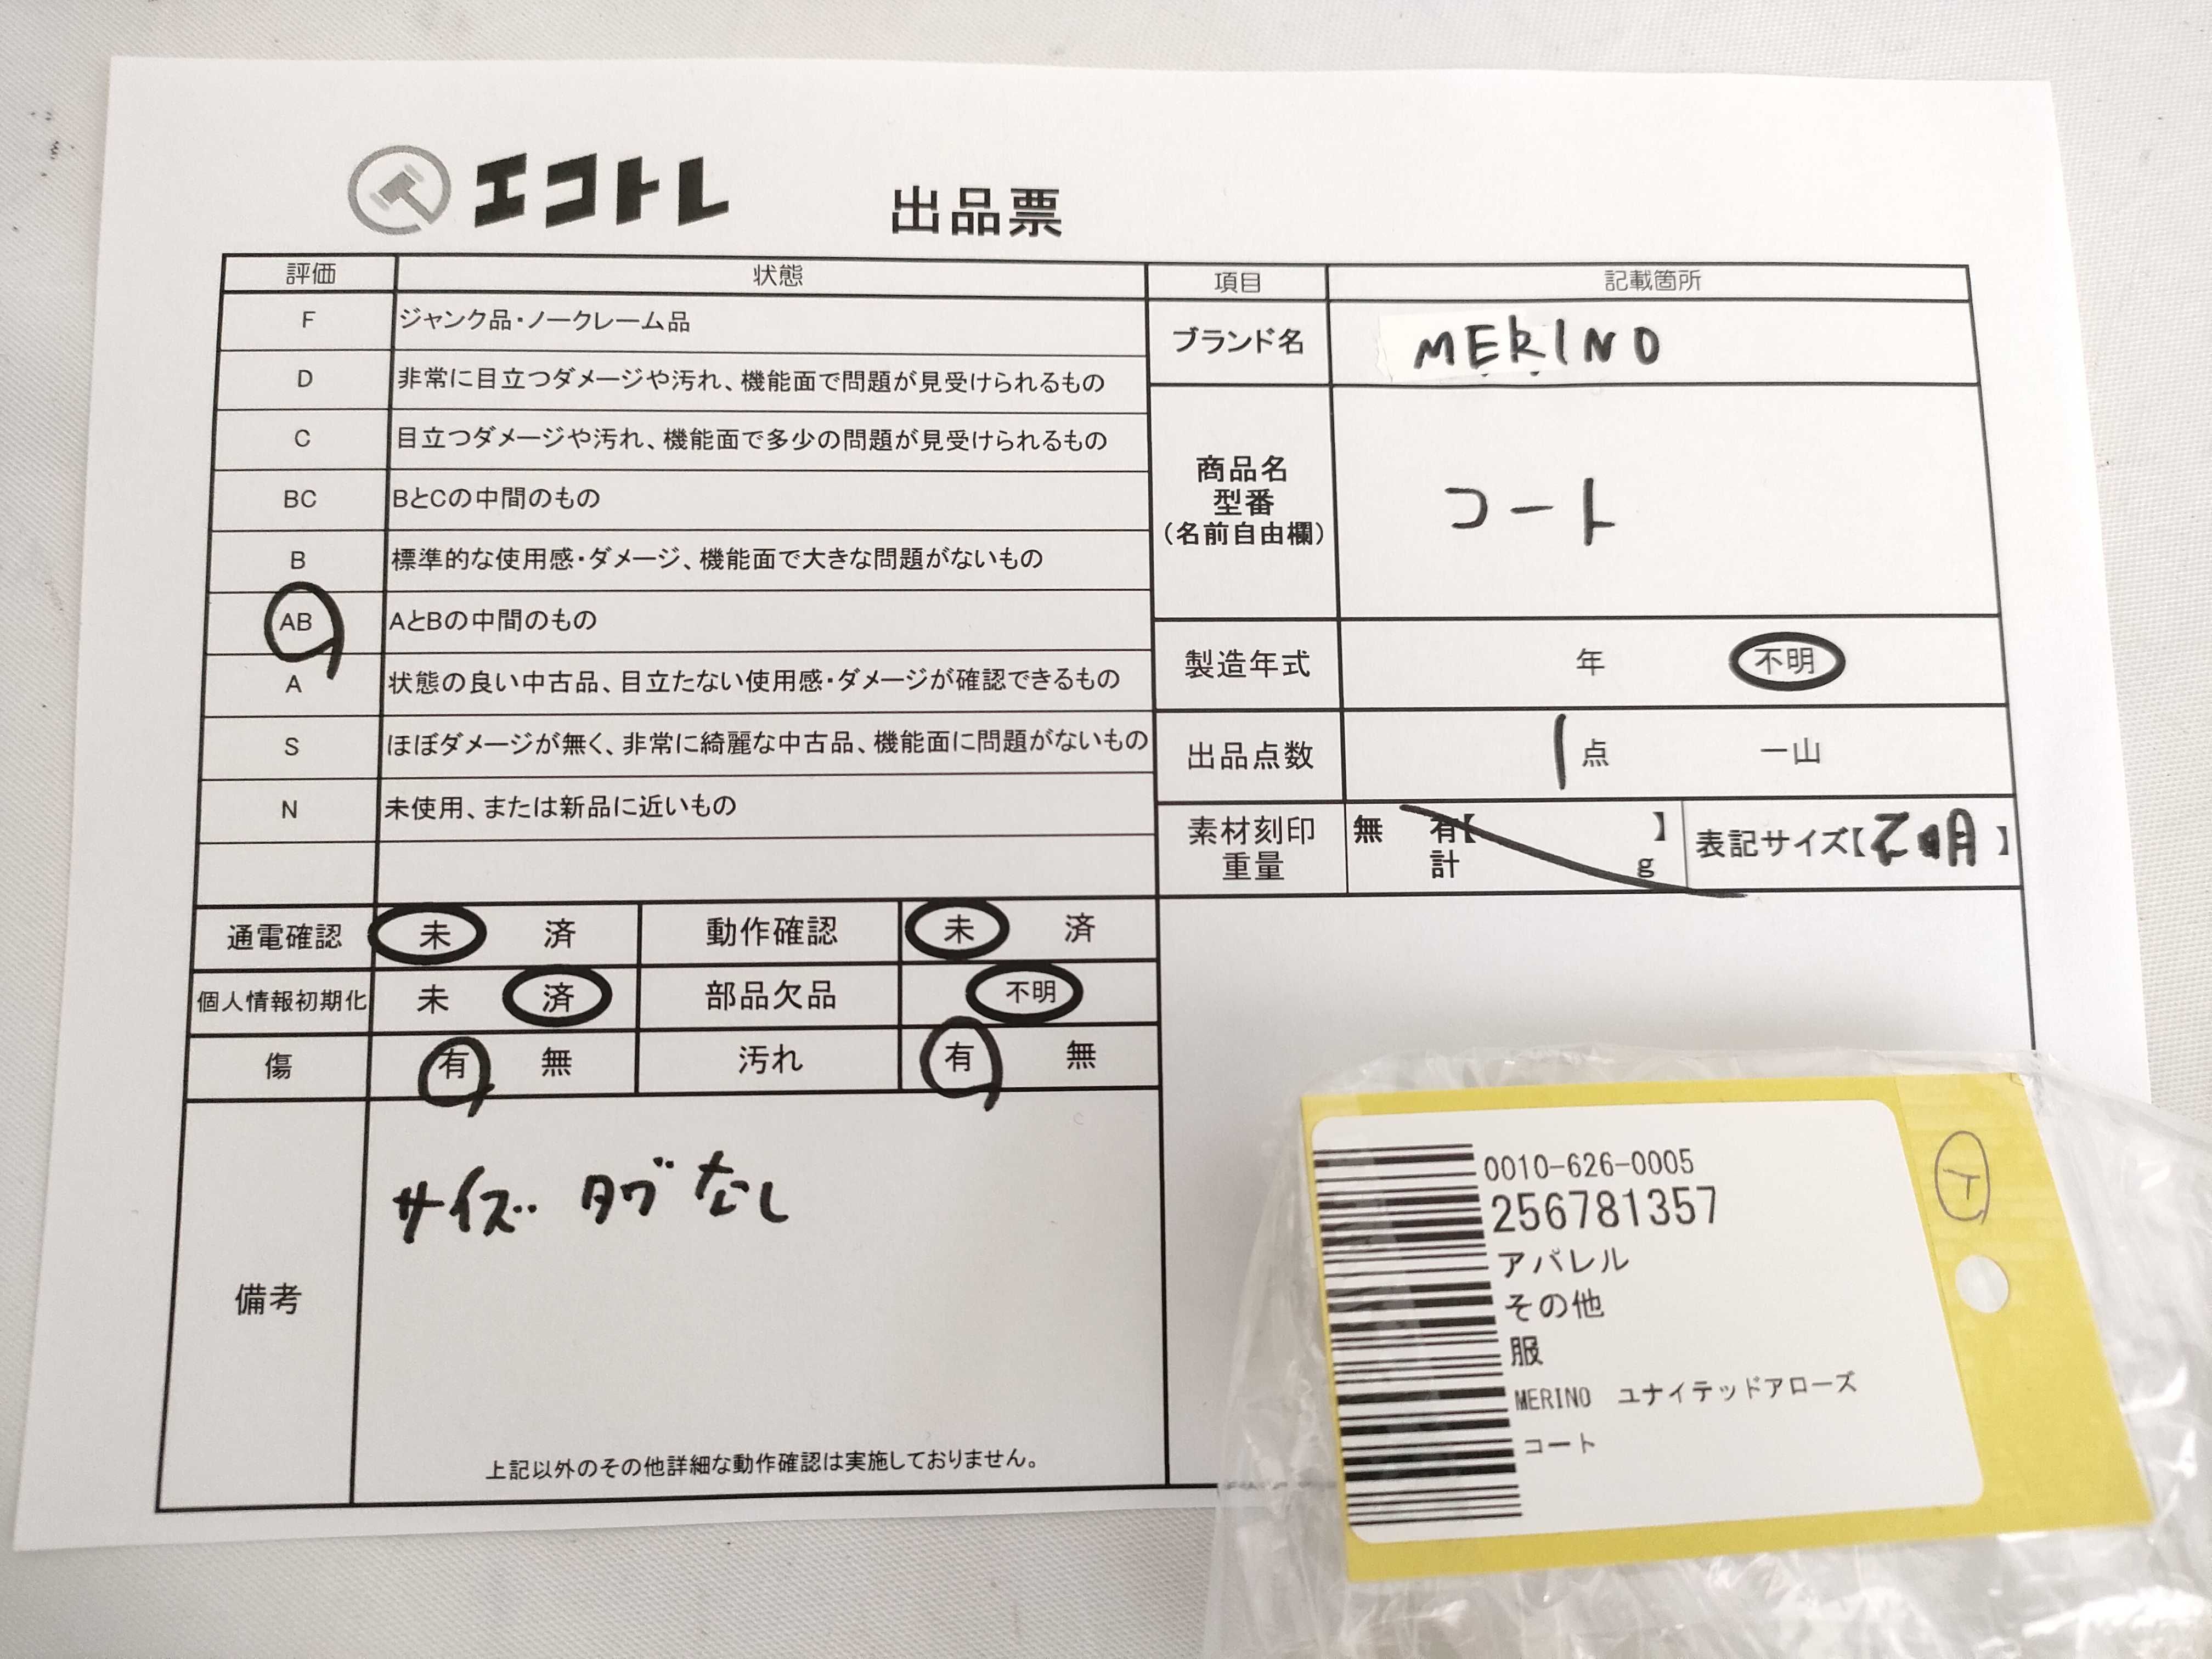 エコトレ 出品票
評価 状態
F ジャンク品・ノークレーム品
D 非常に目立つダメージや汚れ、機能面で問題が見受けられるもの
C 目立つダメージや汚れ、機能面で多少の問題が見受けられるもの
BC BとCの中間のもの
B 標準的な使用感・ダメージ、機能面で大きな問題がないもの
AB AとBの中間のもの
A 状態の良い中古品、目立たない使用感・ダメージが確認できるもの
S ほぼダメージが無く、非常に綺麗な中古品、機能面に問題がないもの
N 未使用、または新品に近いもの
通電確認 未 済 動作確認 未 済
個人情報初期化 未 済 部品欠品 不明
傷 有 無 汚れ 有 無
備考
サイズタグなし
上記以外のその他詳細な動作確認は実施しておりません。
項目 記載箇所
ブランド名 MERINO
商品名
型番
(名前自由欄)
コート
製造年式 年 不明
出品点数 1点 一山
素材刻印 無 有【 】
重量 計 g
表記サイズ【不明】
0010-626-0005
256781357
アパレル
その他
服
MERINO ユナイテッドアローズ
コート
イ